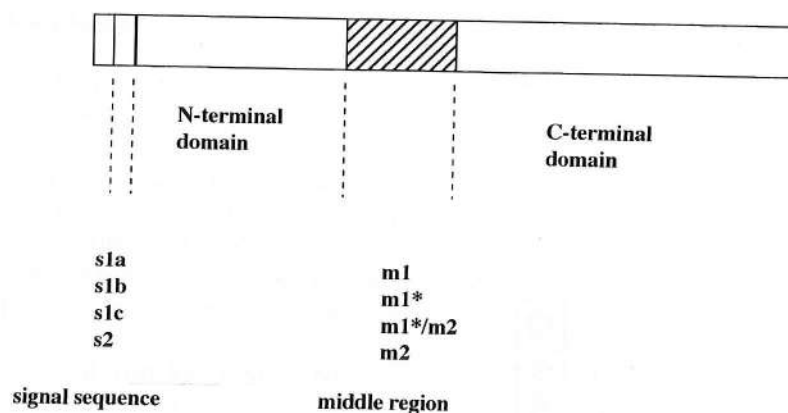 N-terminal
domain
C-terminal
domain
s1a
s1b
s1c
s2
m1
m1*
m1*/m2
m2
signal sequence
middle region